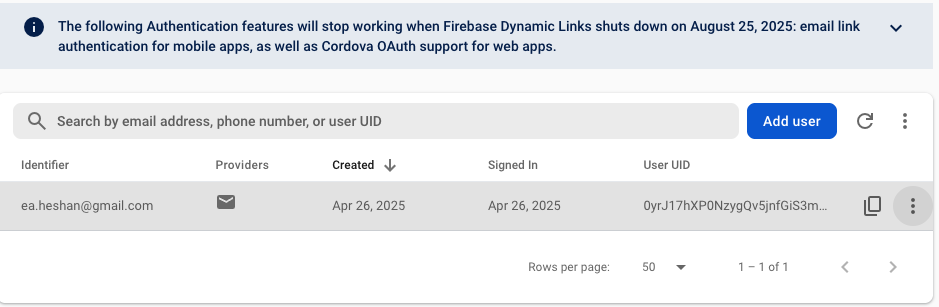 The following Authentication features will stop working when Firebase Dynamic Links shuts down on August 25, 2025: email link
authentication for mobile apps, as well as Cordova OAuth support for web apps.
Search by email address, phone number, or user UID
Add user
Identifier Providers Created Signed In User UID
ea.heshan@gmail.com Apr 26, 2025 Apr 26, 2025 0yrJ17hXP0NzygQv5jnfGiS3m...
Rows per page: 50 1 – 1 of 1